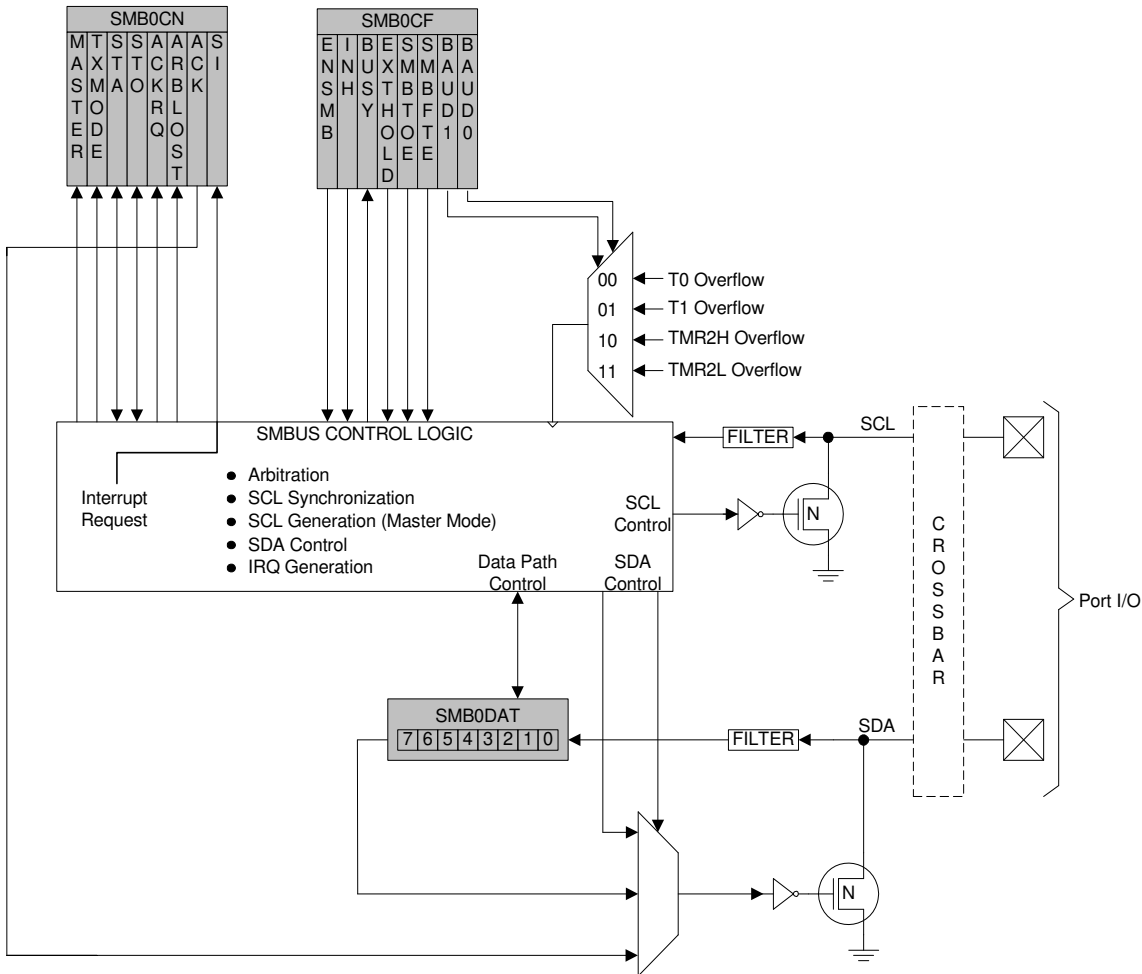 SMB0CN
MASTER
TXMODE
STA
STO
ACKRQ
ARBLOST
ACK
SI
SMB0CF
ENSMB
INH
BUSY
EXTHOLD
SMBTOE
SMBFTE
BAUD1
BAUD0
00
T0 Overflow
01
T1 Overflow
10
TMR2H Overflow
11
TMR2L Overflow
SMBUS CONTROL LOGIC
Interrupt
Request
● Arbitration
● SCL Synchronization
● SCL Generation (Master Mode)
● SDA Control
● IRQ Generation
SCL
Control
Data Path
Control
SDA
Control
FILTER
SCL
N
CROSSBAR
Port I/O
SMB0DAT
7 6 5 4 3 2 1 0
FILTER
SDA
N